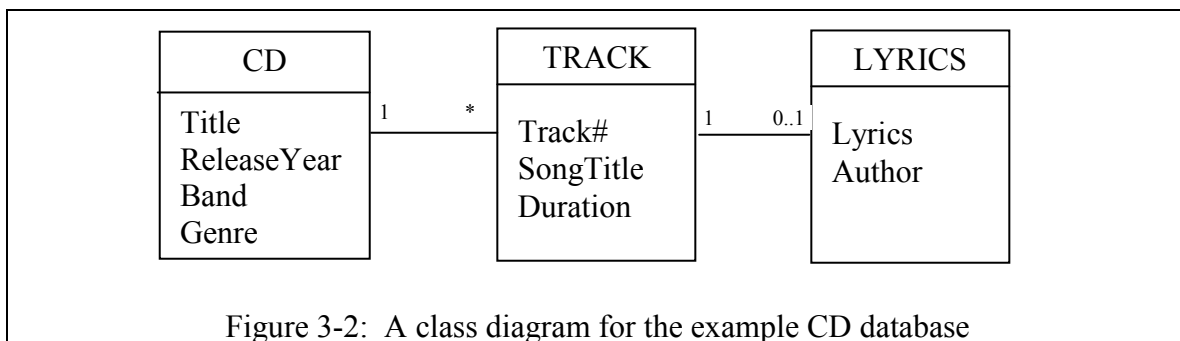 CD
Title
ReleaseYear
Band
Genre
1 *
TRACK
Track#
SongTitle
Duration
1 0..1
LYRICS
Lyrics
Author
Figure 3-2: A class diagram for the example CD database